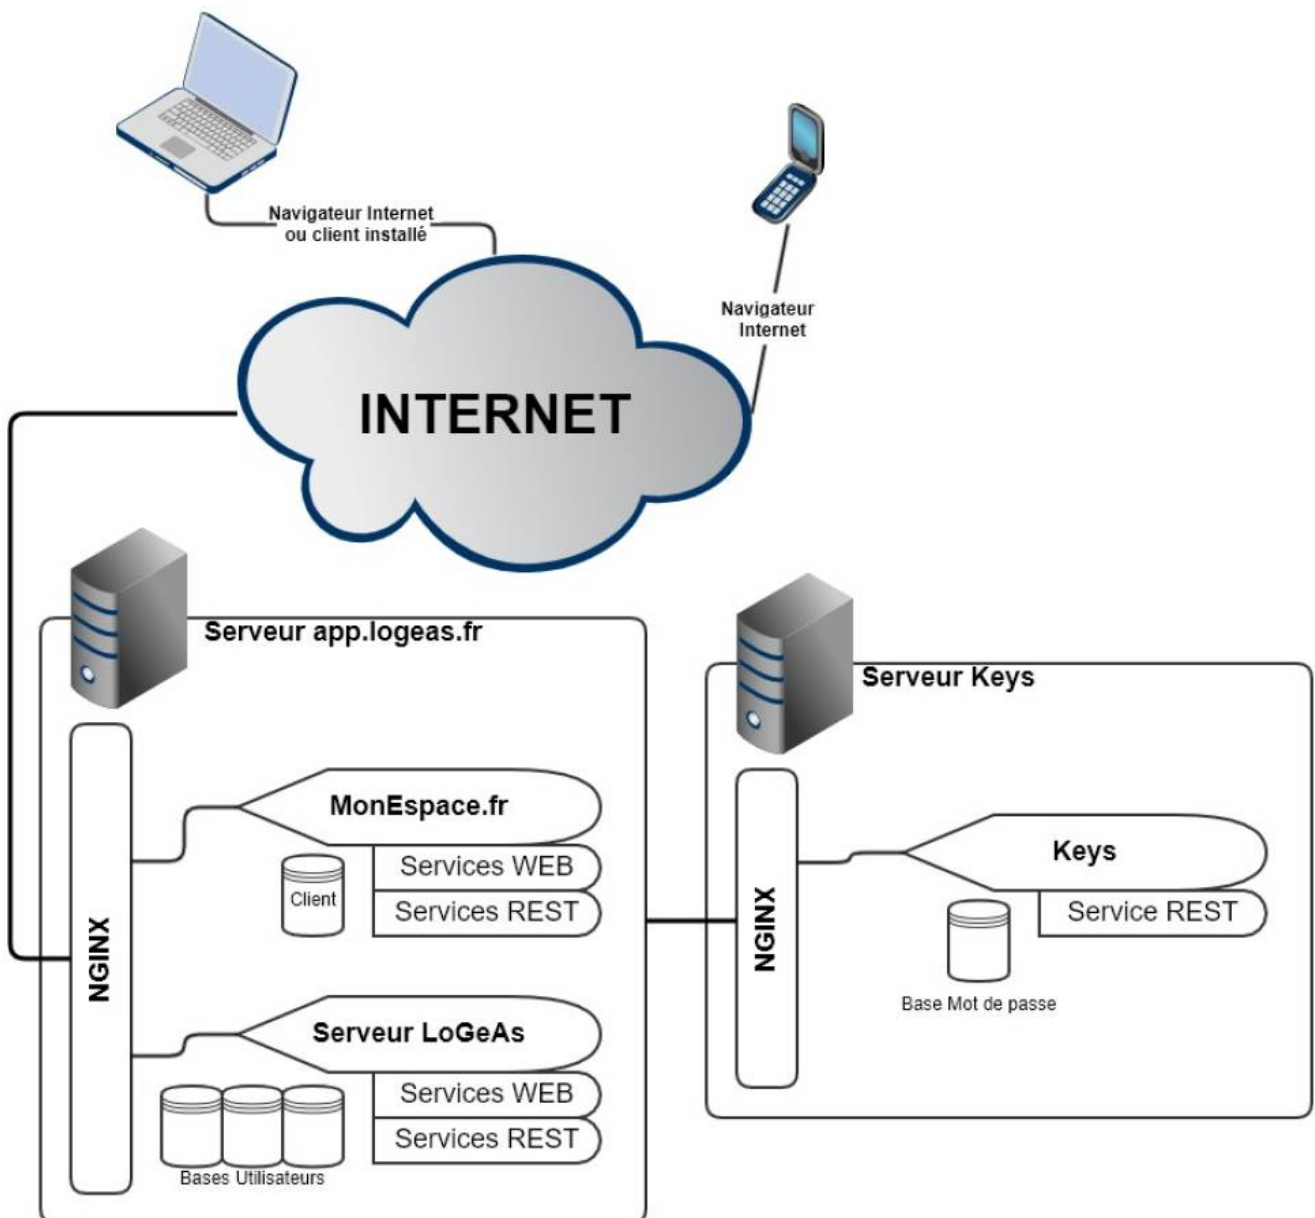 Navigateur Internet
ou client installé
Navigateur
Internet
INTERNET
Serveur app.logeas.fr
Serveur Keys
NGINX
MonEspace.fr
Services WEB
Services REST
Client
Serveur LoGeAs
Services WEB
Services REST
Bases Utilisateurs
NGINX
Keys
Service REST
Base Mot de passe